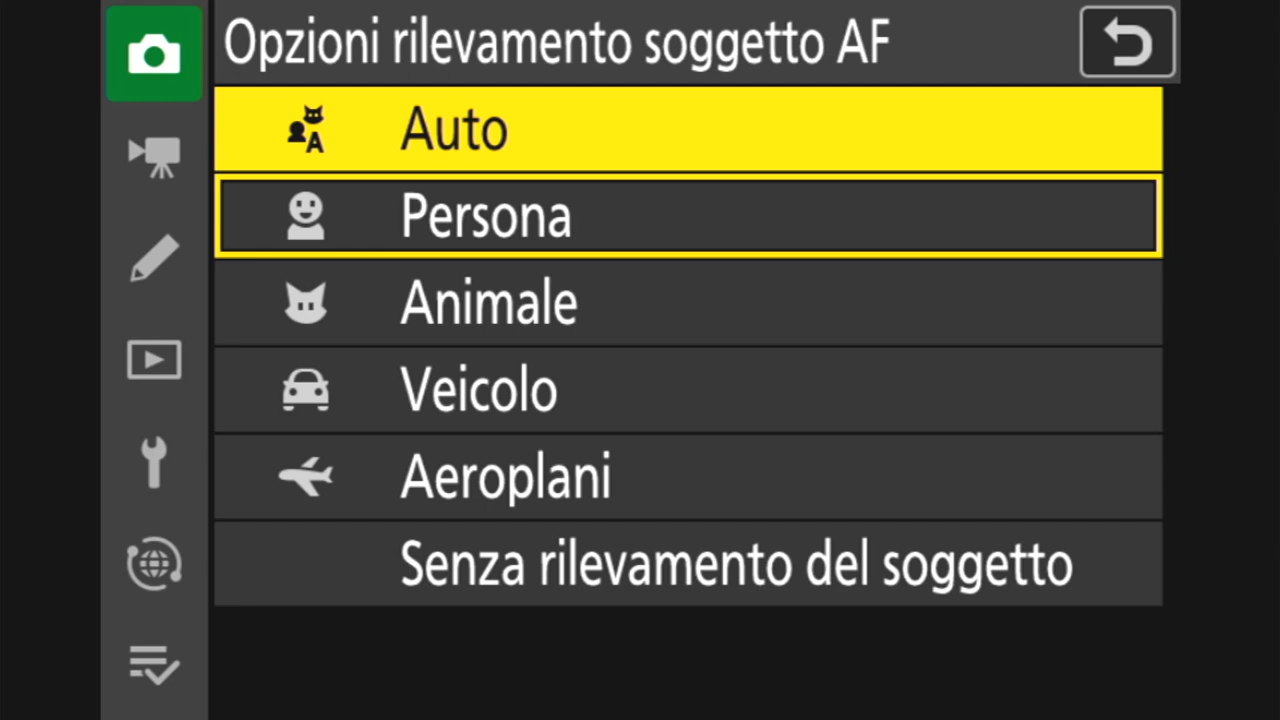 Opzioni rilevamento soggetto AF
Auto
Persona
Animale
Veicolo
Aeroplani
Senza rilevamento del soggetto